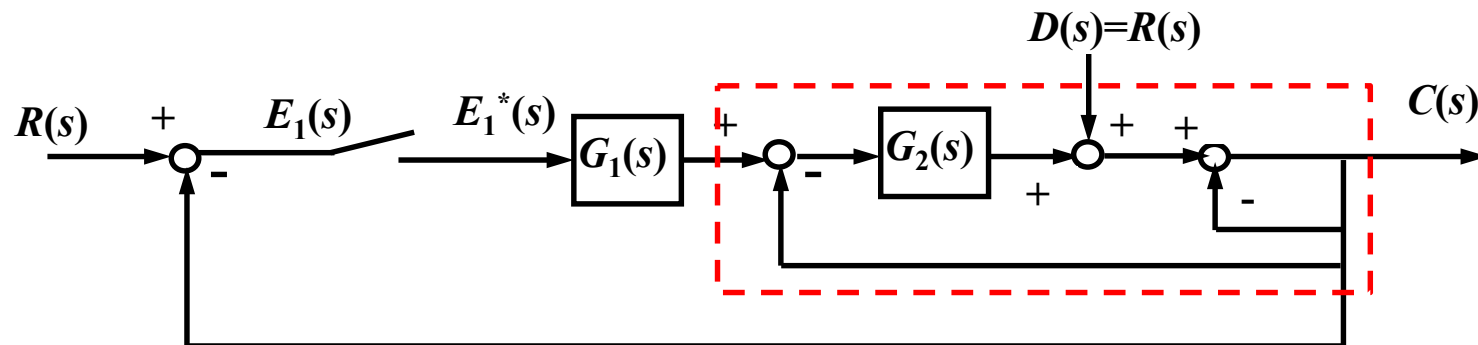 D(s)=R(s)
R(s) + E₁(s) E₁*(s) + + + C(s)
G₁(s) G₂(s)
- - + -